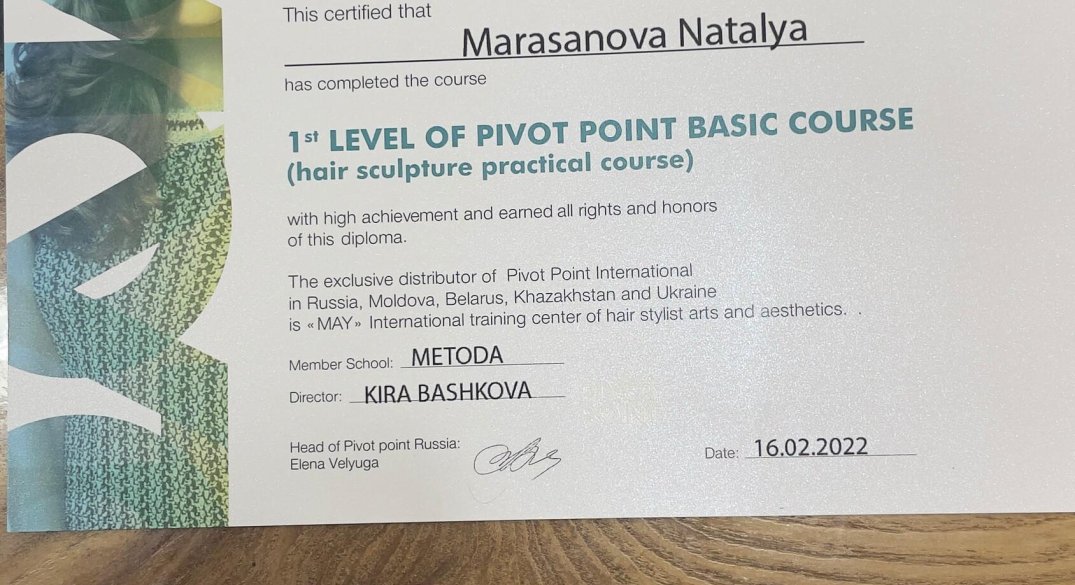 This certified that
Marasanova Natalya
has completed the course
1st LEVEL OF PIVOT POINT BASIC COURSE
(hair sculpture practical course)
with high achievement and earned all rights and honors
of this diploma.
The exclusive distributor of Pivot Point International
in Russia, Moldova, Belarus, Khazakhstan and Ukraine
is «MAY» International training center of hair stylist arts and aesthetics. .
Member School: METODA
Director: KIRA BASHKOVA
Head of Pivot point Russia:
Elena Velyuga
Date: 16.02.2022